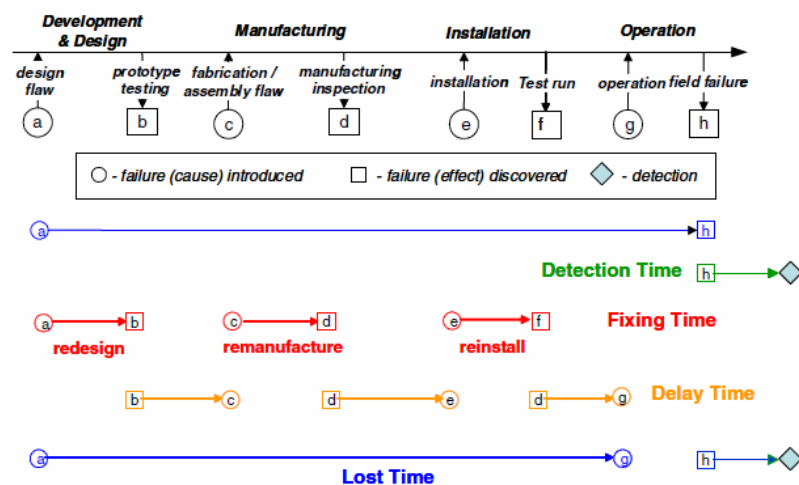 Development
& Design
Manufacturing
Installation
Operation
design
flaw
prototype
testing
fabrication /
assembly flaw
manufacturing
inspection
installation
Test run
operation
field failure
a
b
c
d
e
f
g
h
- failure (cause) introduced
- failure (effect) discovered
- detection
a
h
Detection Time
h
a
b
c
d
e
f
Fixing Time
redesign
remanufacture
reinstall
b
c
d
e
d
g
Delay Time
a
g
h
Lost Time